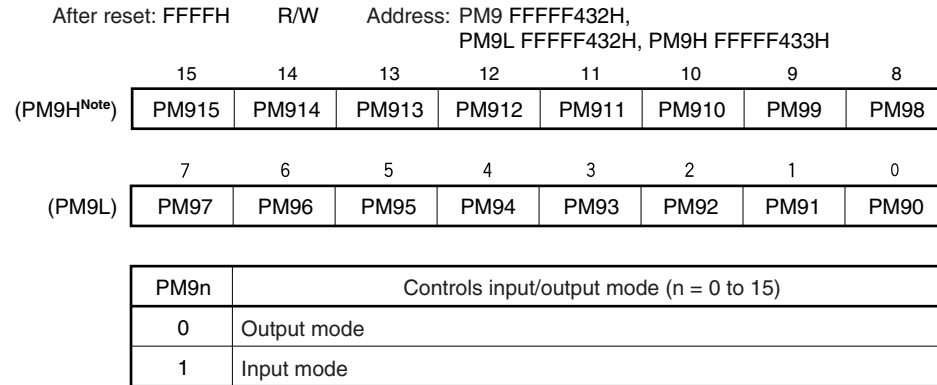 After reset: FFFFH R/W Address: PM9 FFFFF432H,
PM9L FFFFF432H, PM9H FFFFF433H
15 14 13 12 11 10 9 8
(PM9HNote) PM915 PM914 PM913 PM912 PM911 PM910 PM99 PM98
7 6 5 4 3 2 1 0
(PM9L) PM97 PM96 PM95 PM94 PM93 PM92 PM91 PM90
PM9n Controls input/output mode (n = 0 to 15)
0 Output mode
1 Input mode